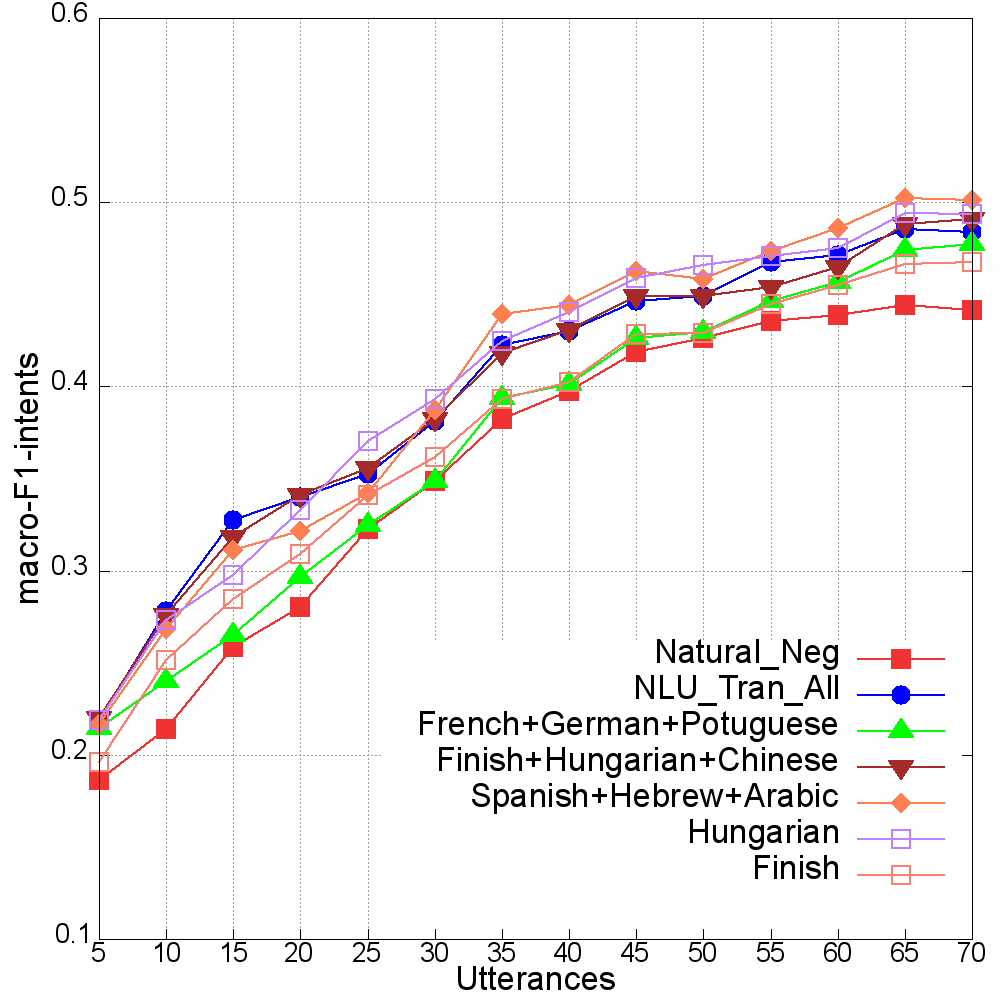 0.6
0.5
0.4
0.3
0.2
0.1
macro-F1-intents
Natural_Neg
NLU_Tran_All
French+German+Potuguese
Finish+Hungarian+Chinese
Spanish+Hebrew+Arabic
Hungarian
Finish
5 10 15 20 25 30 35 40 45 50 55 60 65 70
Utterances